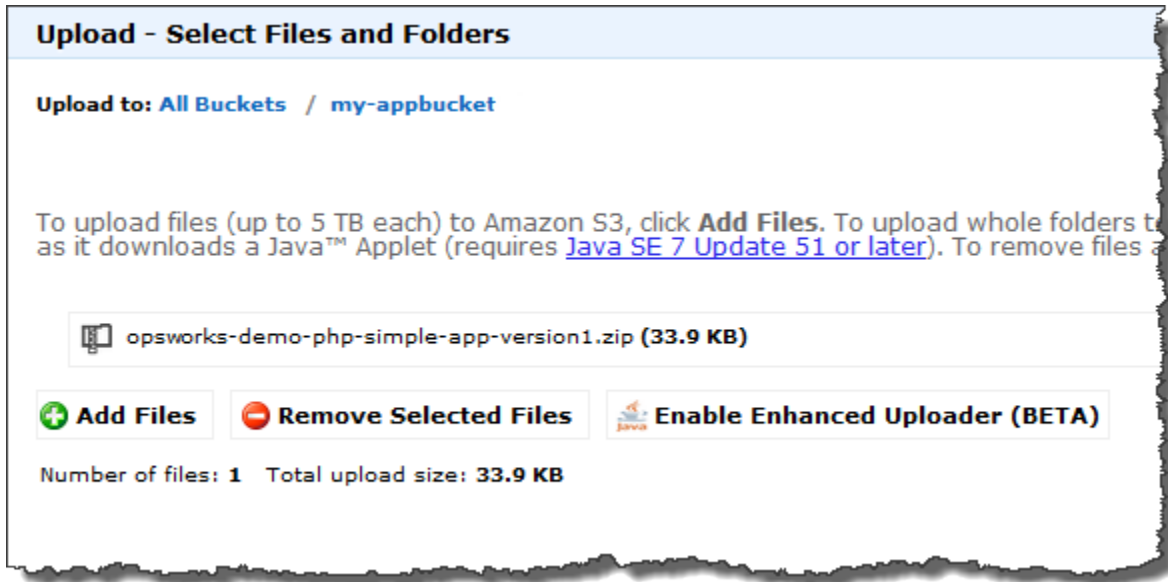 Upload - Select Files and Folders
Upload to: All Buckets / my-appbucket
To upload files (up to 5 TB each) to Amazon S3, click Add Files. To upload whole folders
as it downloads a Java™ Applet (requires Java SE 7 Update 51 or later). To remove files
opsworks-demo-php-simple-app-version1.zip (33.9 KB)
Add Files Remove Selected Files Java Enable Enhanced Uploader (BETA)
Number of files: 1 Total upload size: 33.9 KB